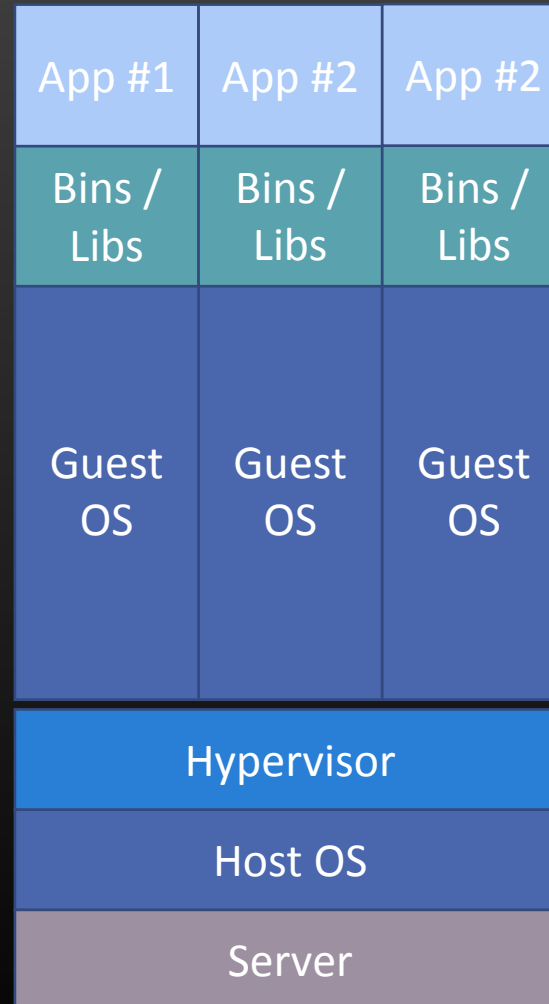 App #1 App #2 App #2
Bins / Bins / Bins /
Libs Libs Libs
Guest Guest Guest
OS OS OS
Hypervisor
Host OS
Server